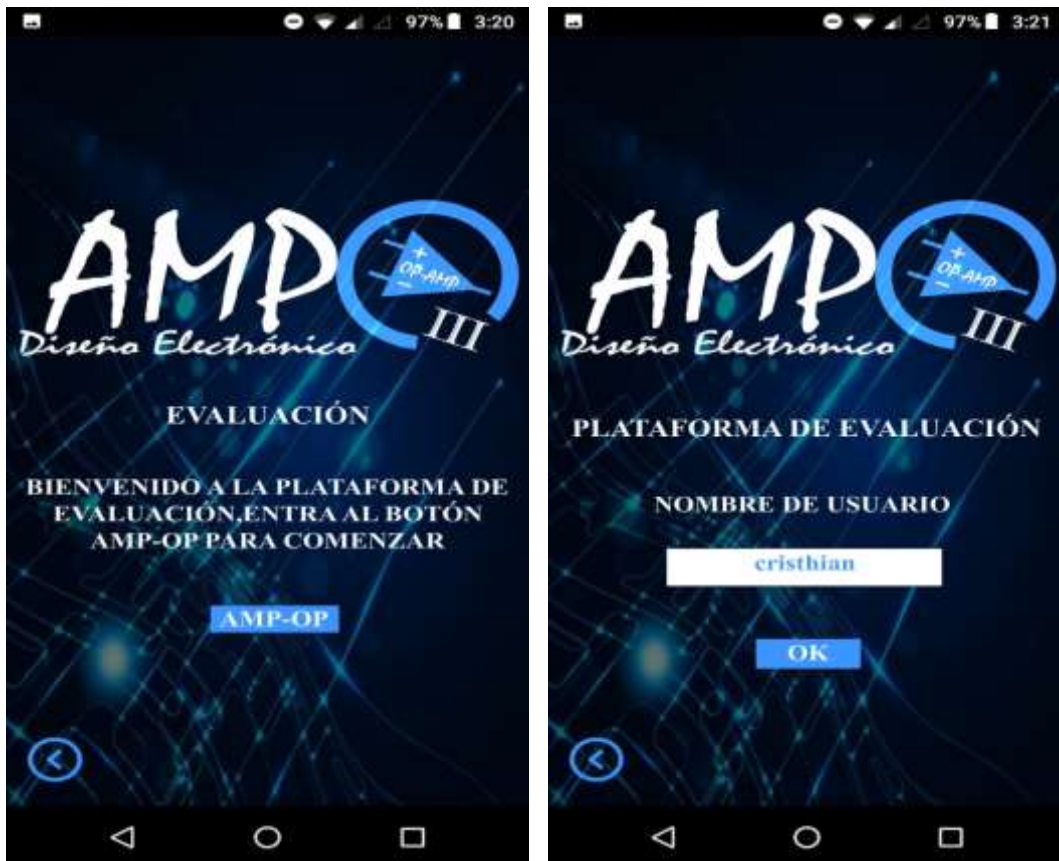 97% 3:20
AMP
+
OP-AMP
−
III
Diseño Electrónico
EVALUACIÓN
BIENVENIDO A LA PLATAFORMA DE
EVALUACIÓN,ENTRA AL BOTÓN
AMP-OP PARA COMENZAR
AMP-OP
97% 3:21
AMP
+
OP-AMP
−
III
Diseño Electrónico
PLATAFORMA DE EVALUACIÓN
NOMBRE DE USUARIO
cristhian
OK